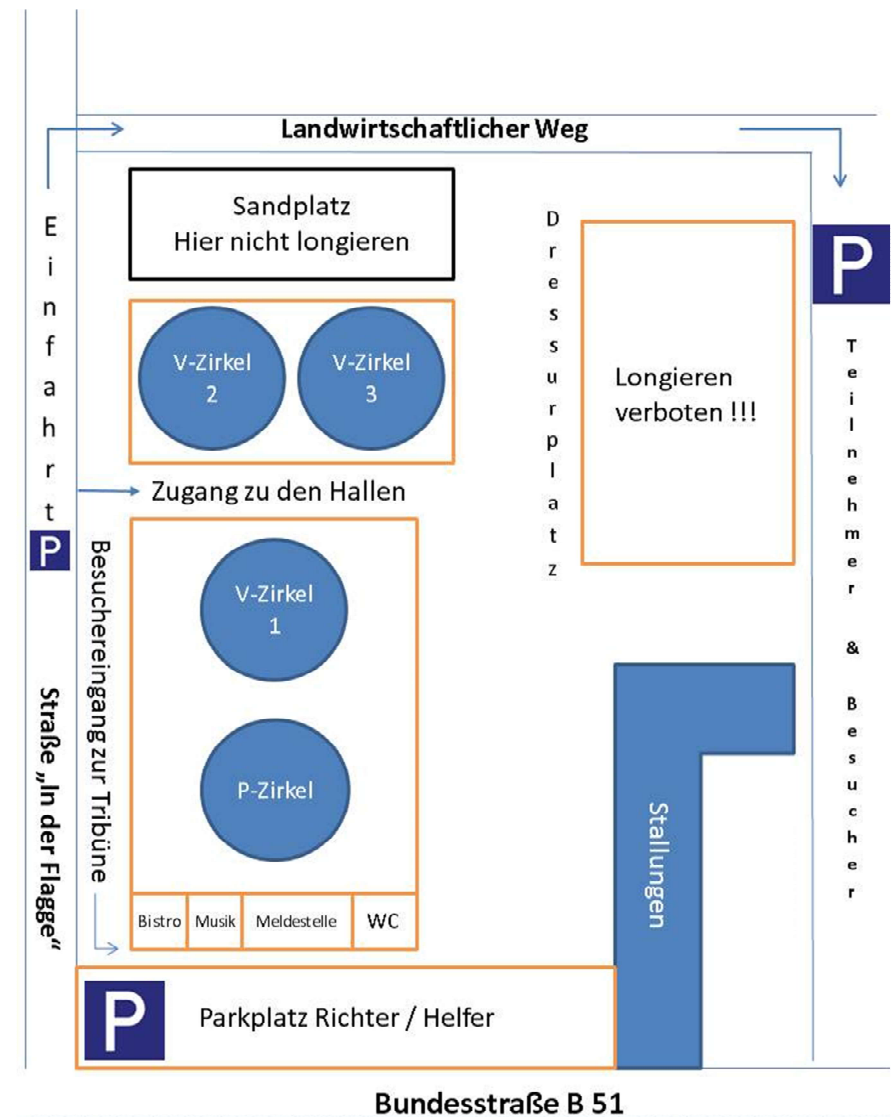 Landwirtschaftlicher Weg
Einfahrt
P
Sandplatz
Hier nicht longieren
V-Zirkel
2
V-Zirkel
3
Dressurplatz
Longieren
verboten !!!
P
Teilnehmer & Besucher
Zugang zu den Hallen
Besuchereingang zur Tribüne
Straße „In der Flagge“
V-Zirkel
1
P-Zirkel
Stallungen
Bistro
Musik
Meldestelle
WC
P
Parkplatz Richter / Helfer
Bundesstraße B 51